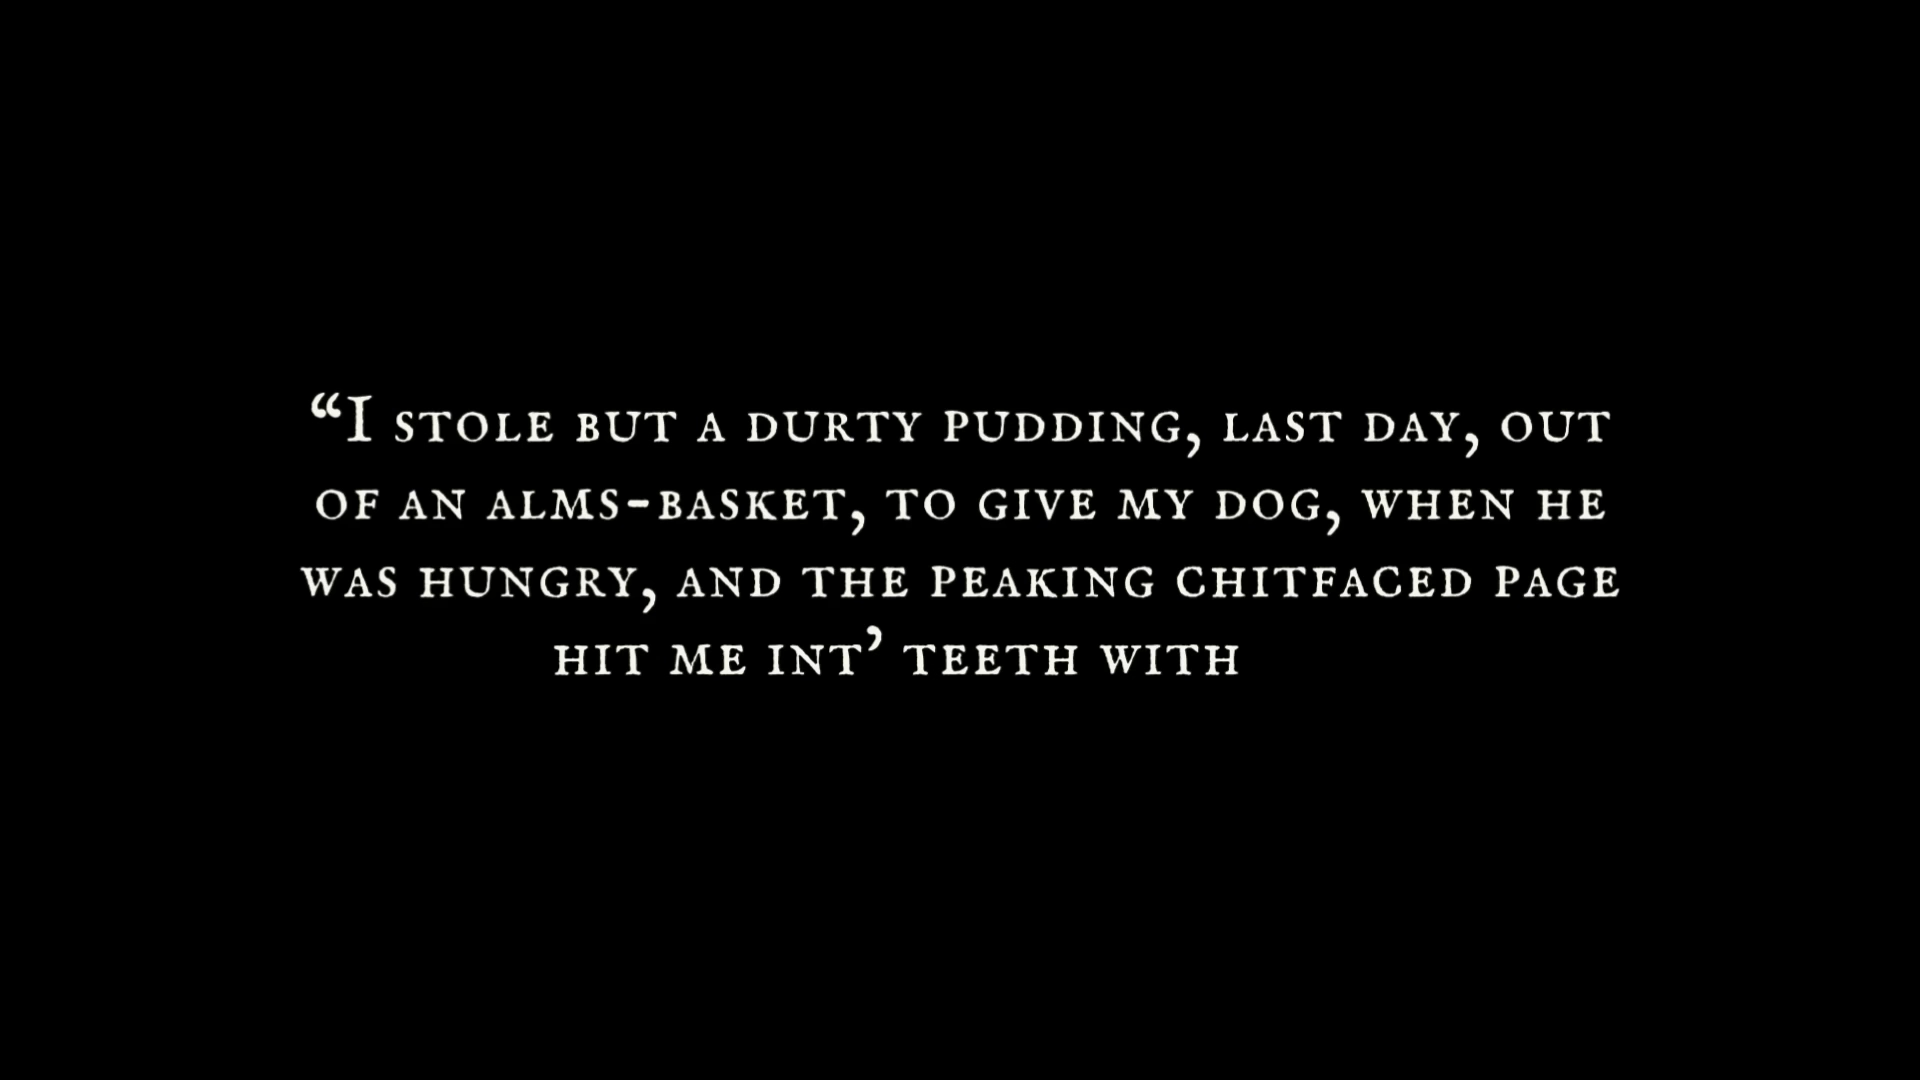 “I stole but a durty pudding, last day, out
of an alms-basket, to give my dog, when he
was hungry, and the peaking chitfaced page
hit me int’ teeth with